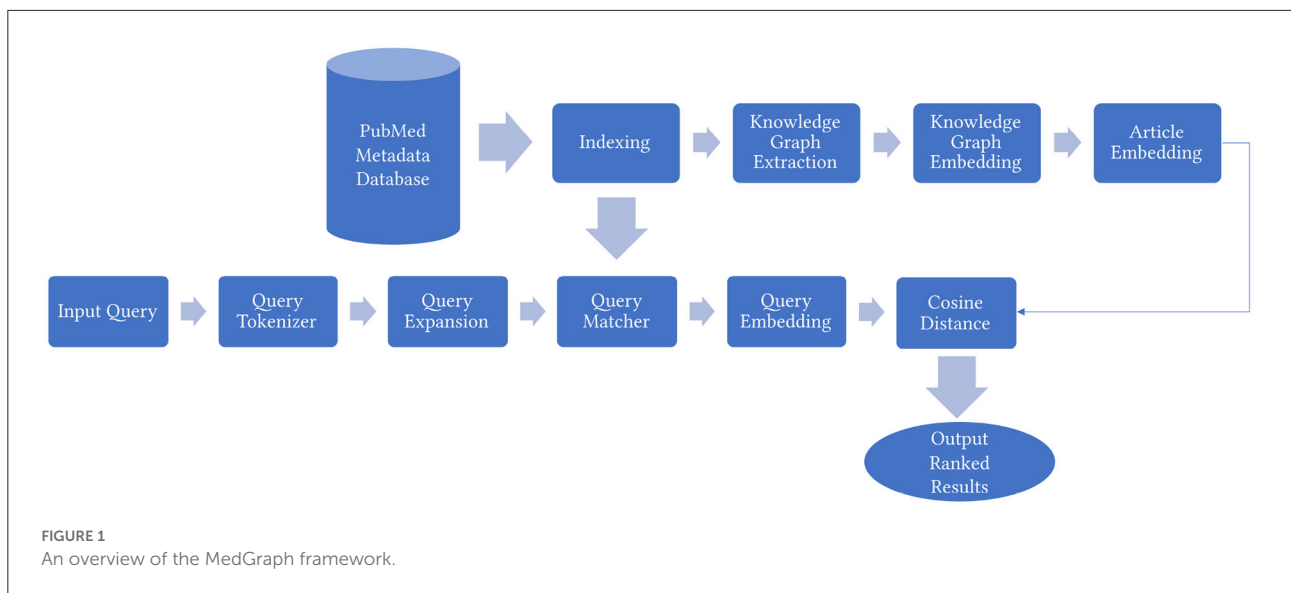 PubMed
Metadata
Database
Indexing
Knowledge
Graph
Extraction
Knowledge
Graph
Embedding
Article
Embedding
Input Query
Query
Tokenizer
Query
Expansion
Query
Matcher
Query
Embedding
Cosine
Distance
Output
Ranked
Results
FIGURE 1
An overview of the MedGraph framework.